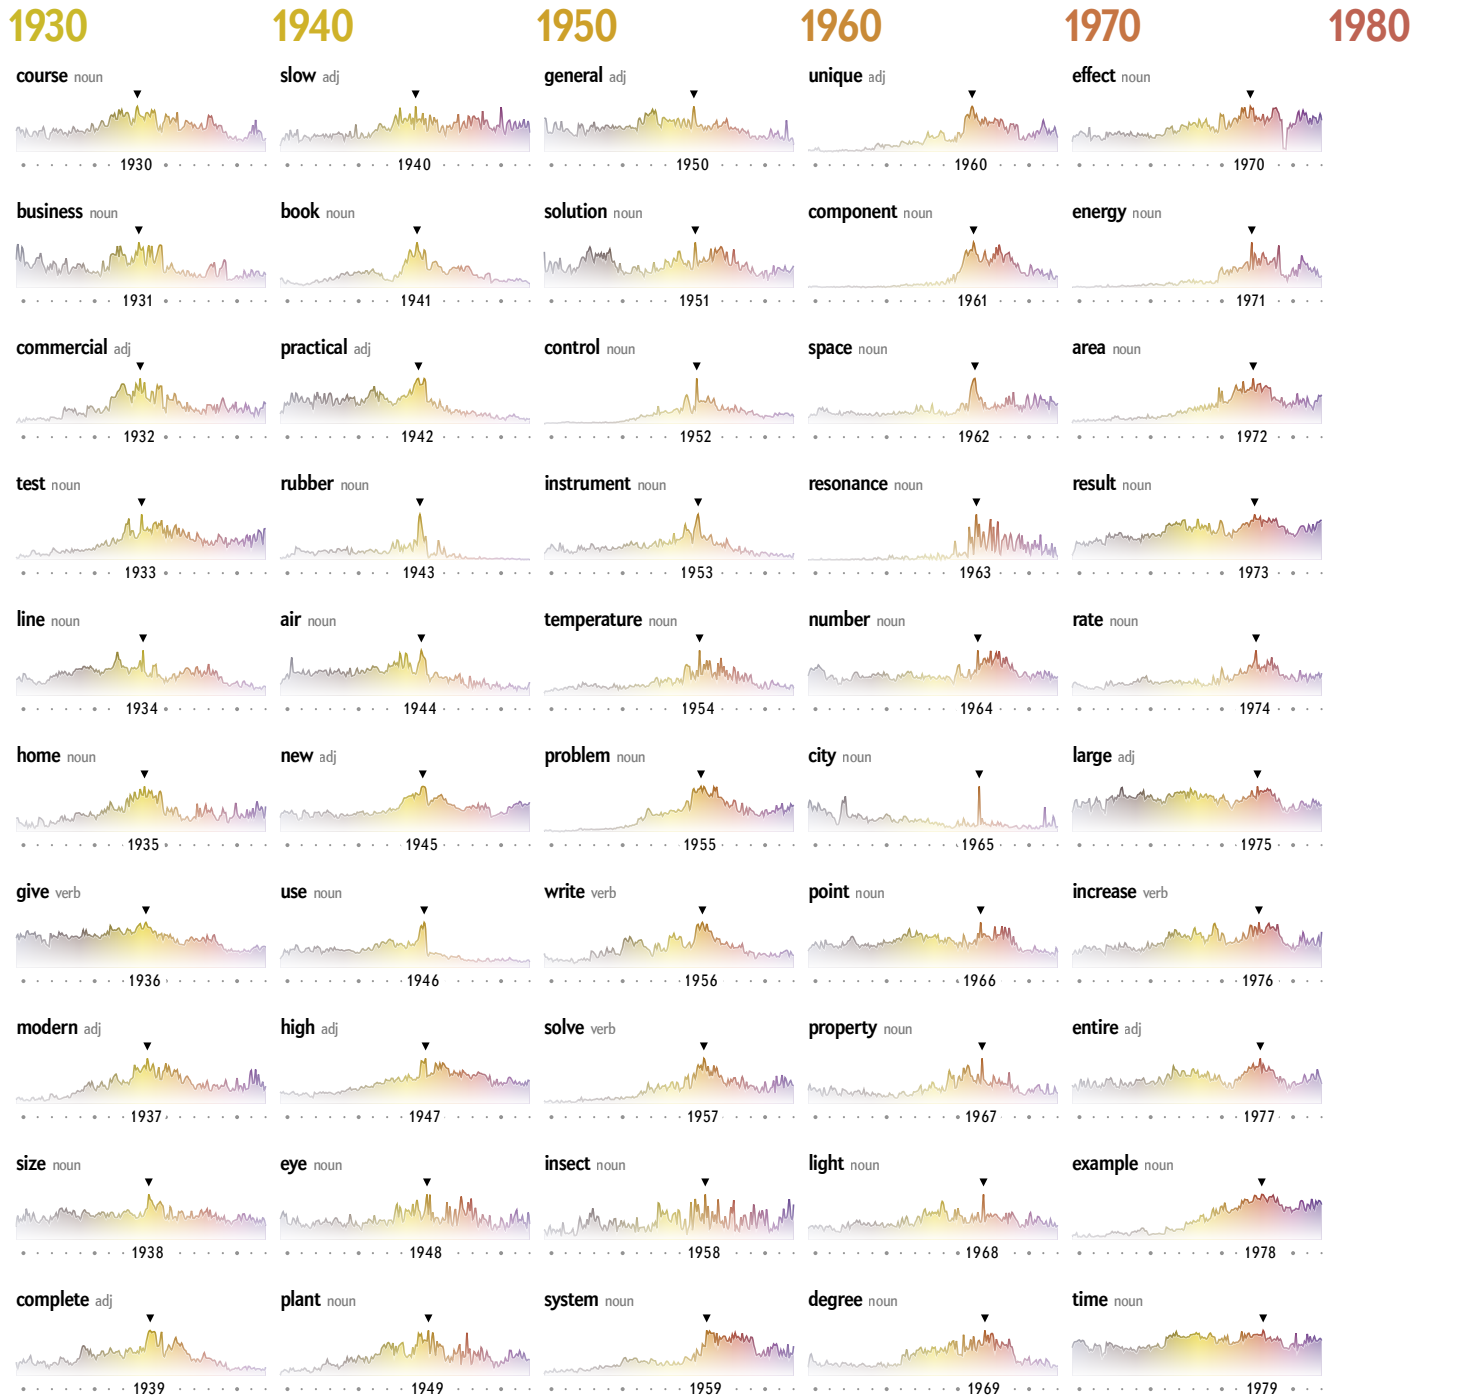 1930 1940 1950 1960 1970 1980
course noun slow adj general adj unique adj effect noun
1930 1940 1950 1960 1970
business noun book noun solution noun component noun energy noun
1931 1941 1951 1961 1971
commercial adj practical adj control noun space noun area noun
1932 1942 1952 1962 1972
test noun rubber noun instrument noun resonance noun result noun
1933 1943 1953 1963 1973
line noun air noun temperature noun number noun rate noun
1934 1944 1954 1964 1974
home noun new adj problem noun city noun large adj
1935 1945 1955 1965 1975
give verb use noun write verb point noun increase verb
1936 1946 1956 1966 1976
modern adj high adj solve verb property noun entire adj
1937 1947 1957 1967 1977
size noun eye noun insect noun light noun example noun
1938 1948 1958 1968 1978
complete adj plant noun system noun degree noun time noun
1939 1949 1959 1969 1979